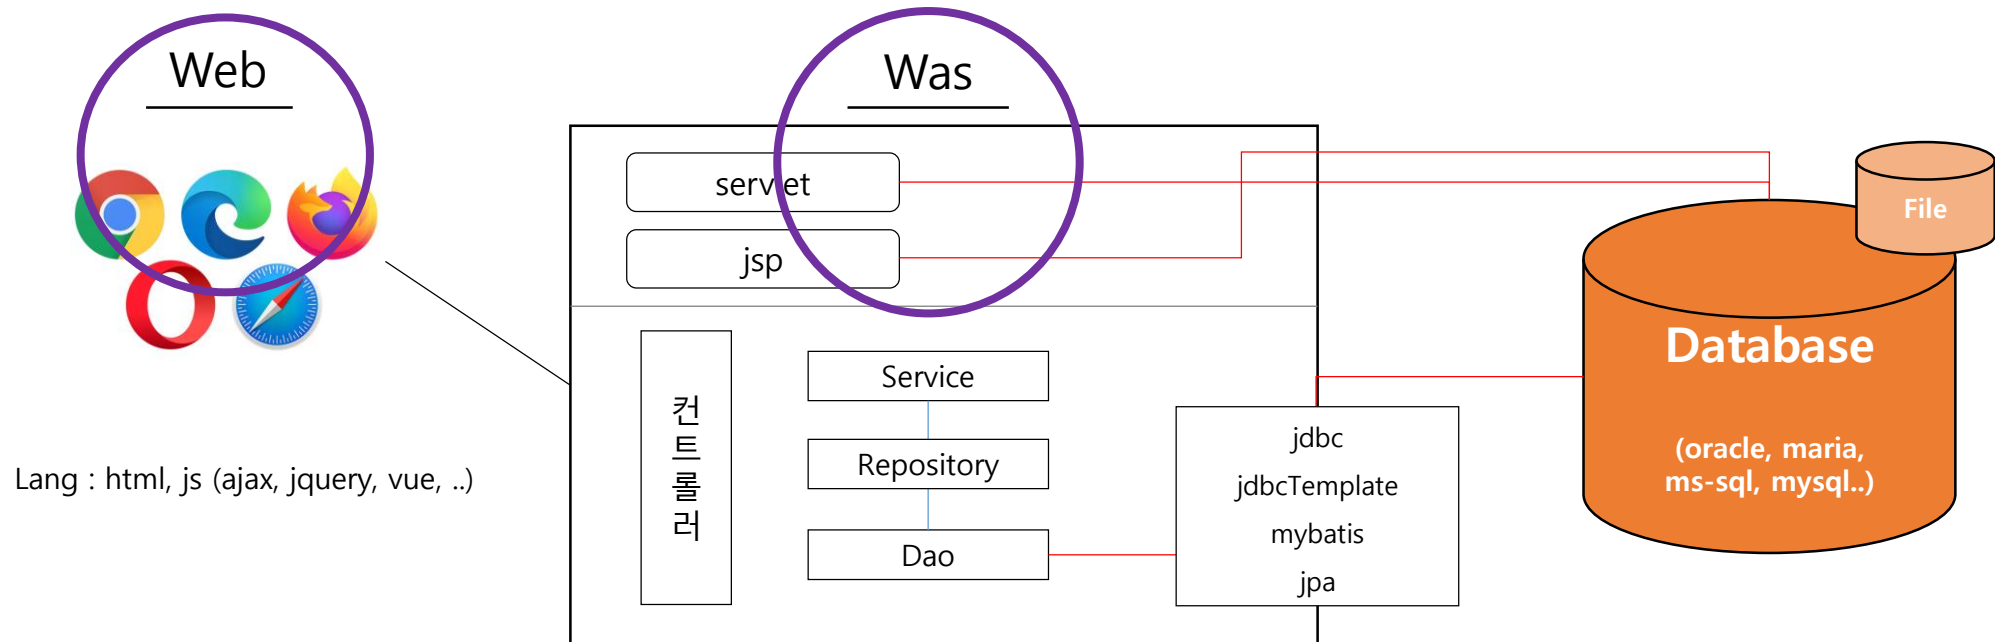 Web
Was
servlet
jsp
File
Database
(oracle, maria,
ms-sql, mysql..)
컨
트
롤
러
Service
Repository
Dao
jdbc
jdbcTemplate
mybatis
jpa
Lang : html, js (ajax, jquery, vue, ..)